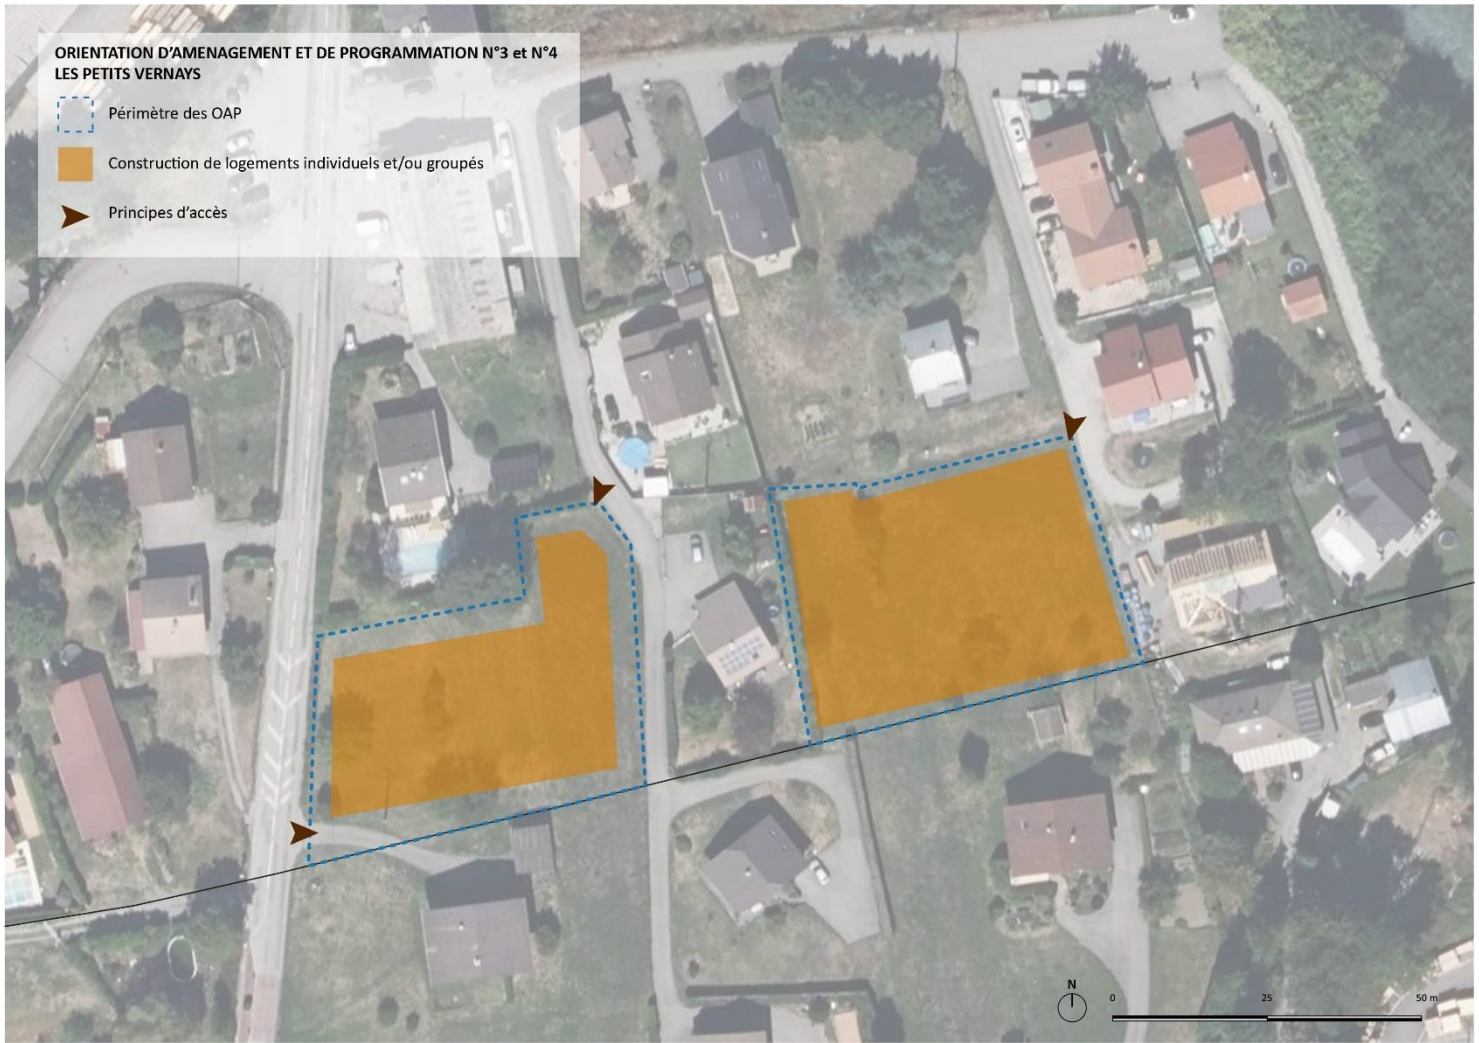 ORIENTATION D'AMENAGEMENT ET DE PROGRAMMATION N°3 et N°4
LES PETITS VERNAYS
Périmètre des OAP
Construction de logements individuels et/ou groupés
Principes d'accès
N
0 25 50 m